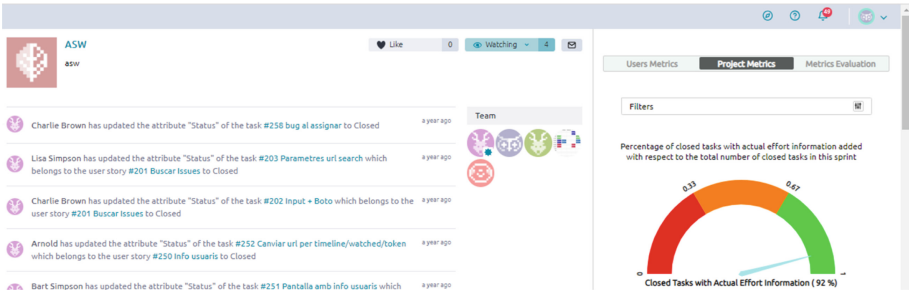 49
ASW
asw
Like 0
Watching 4
Users Metrics Project Metrics Metrics Evaluation
Filters
Team
Charlie Brown has updated the attribute "Status" of the task #258 bug al assignar to Closed
a year ago
Lisa Simpson has updated the attribute "Status" of the task #203 Parametres url search which
belongs to the user story #201 Buscar Issues to Closed
a year ago
Charlie Brown has updated the attribute "Status" of the task #202 Input + Boto which belongs to the
user story #201 Buscar Issues to Closed
a year ago
Arnold has updated the attribute "Status" of the task #252 Canviar url per timeline/watched/token
which belongs to the user story #250 Info usuaris to Closed
a year ago
Bart Simpson has updated the attribute "Status" of the task #251 Pantalla amb info usuaris which
a year ago
Percentage of closed tasks with actual effort information added
with respect to the total number of closed tasks in this sprint
0.33
0.67
0
1
Closed Tasks with Actual Effort Information ( 92 %)